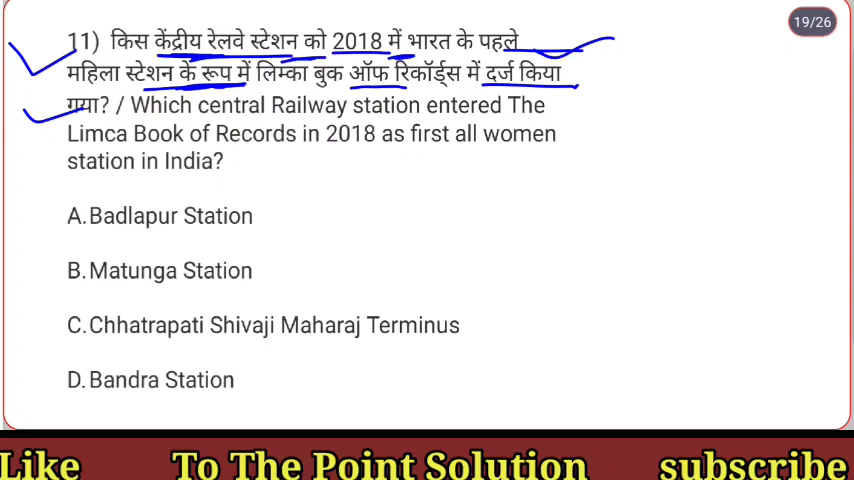 19/26
11) किस केंद्रीय रेलवे स्टेशन को 2018 में भारत के पहले
महिला स्टेशन के रूप में लिम्का बुक ऑफ रिकॉर्ड्स में दर्ज किया
गया? / Which central Railway station entered The
Limca Book of Records in 2018 as first all women
station in India?
A.Badlapur Station
B.Matunga Station
C.Chhatrapati Shivaji Maharaj Terminus
D.Bandra Station
Like To The Point Solution subscribe